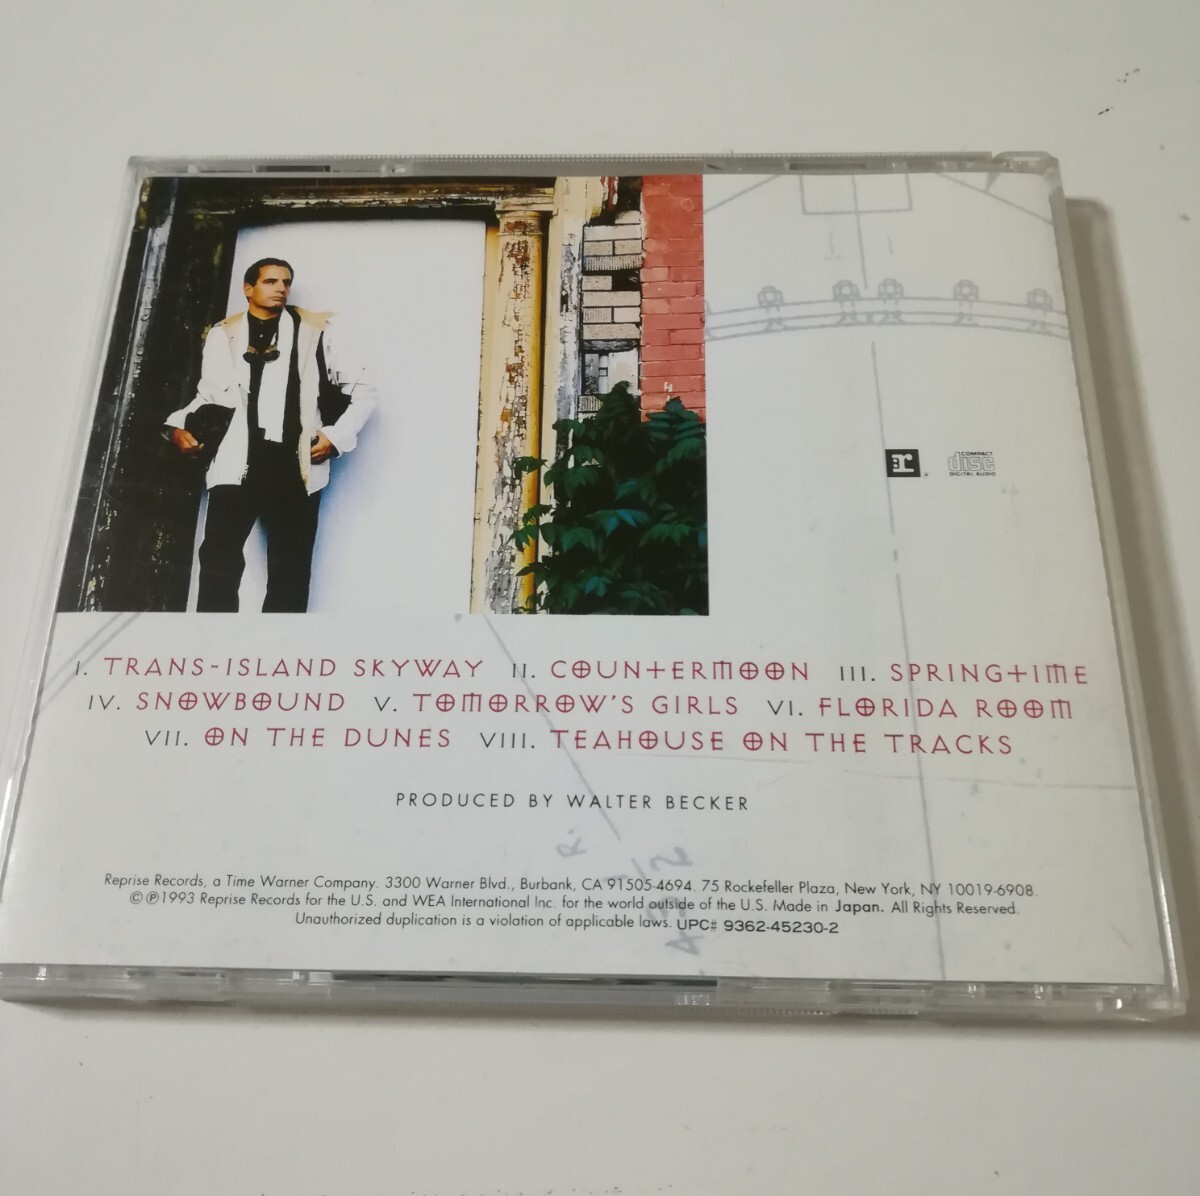 COMPACT
disc
DIGITAL AUDIO
I. TRANS-ISLAND SKYWAY II. COUNTERMOON III. SPRINGTIME
IV. SNOWBOUND V. TOMORROW'S GIRLS VI. FLORIDA ROOM
VII. ON THE DUNES VIII. TEAHOUSE ON THE TRACKS
PRODUCED BY WALTER BECKER
Reprise Records, a Time Warner Company. 3300 Warner Blvd., Burbank, CA 91505-4694. 75 Rockefeller Plaza, New York, NY 10019-6908.
©℗1993 Reprise Records for the U.S. and WEA International Inc. for the world outside of the U.S. Made in Japan. All Rights Reserved.
Unauthorized duplication is a violation of applicable laws. UPC# 9362-45230-2